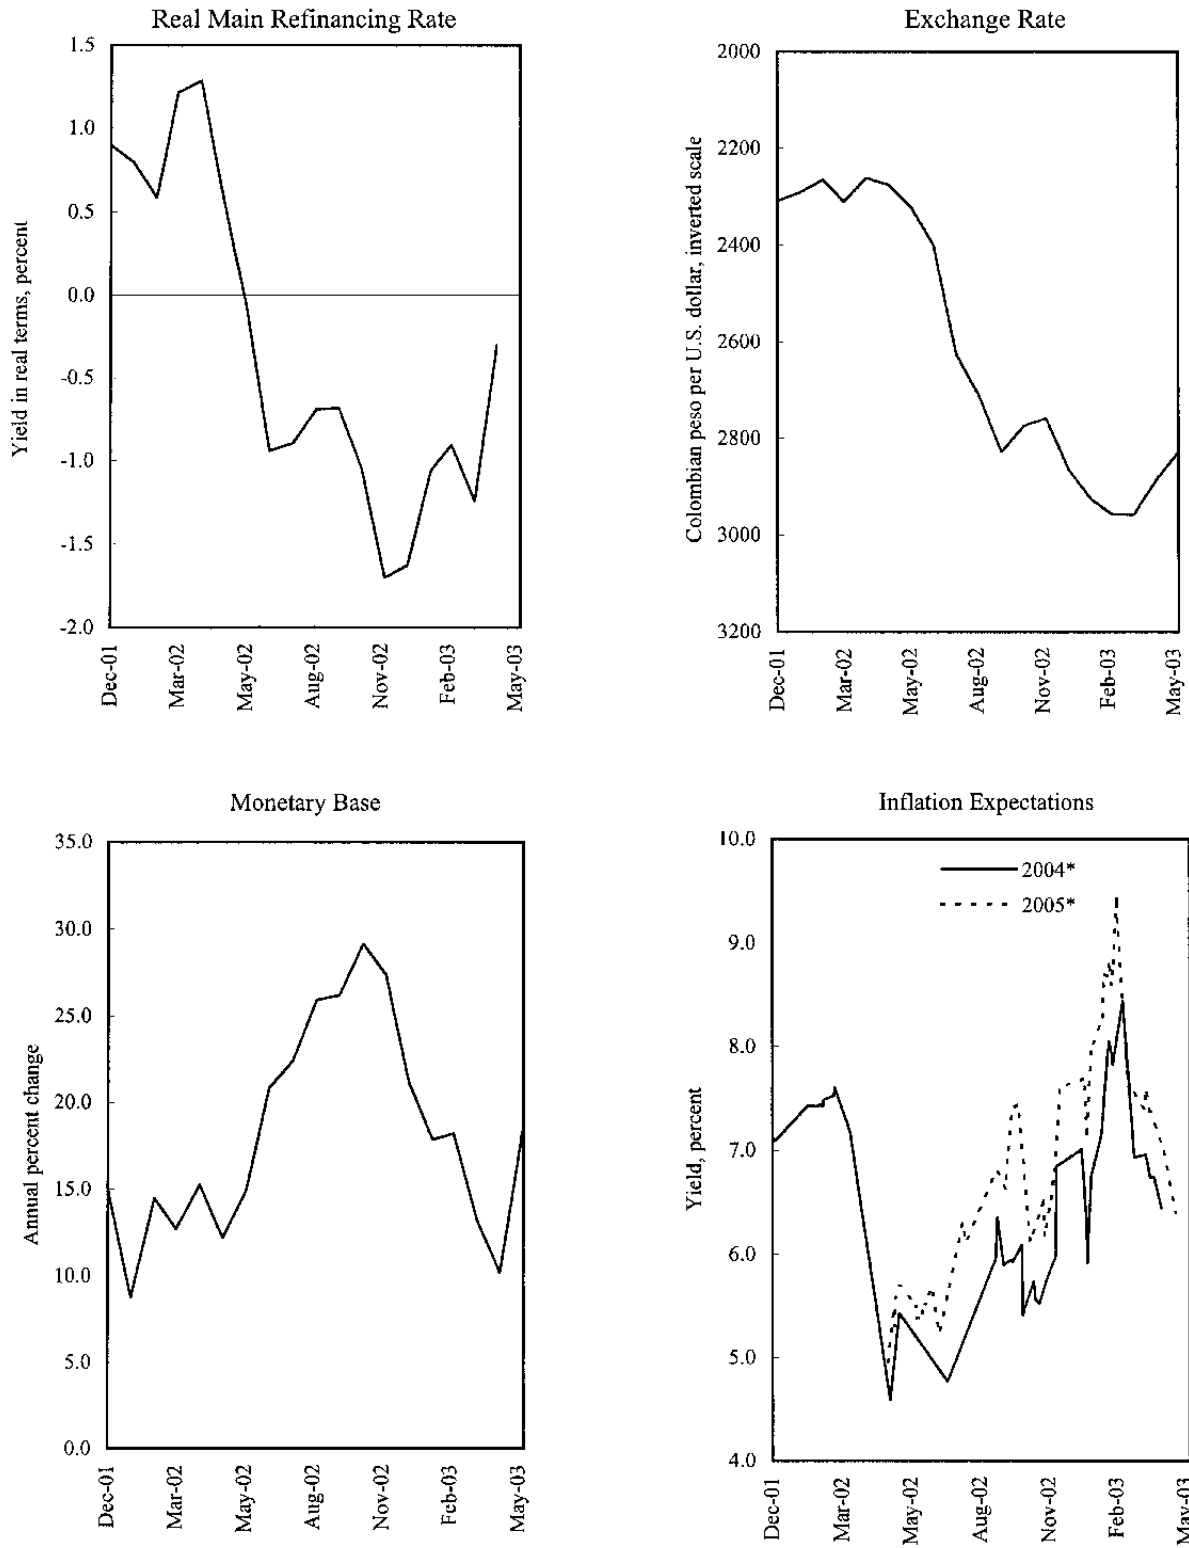 Real Main Refinancing Rate
Yield in real terms, percent
1.5
1.0
0.5
0.0
-0.5
-1.0
-1.5
-2.0
Dec-01
Mar-02
May-02
Aug-02
Nov-02
Feb-03
May-03
Exchange Rate
Colombian peso per U.S. dollar, inverted scale
2000
2200
2400
2600
2800
3000
3200
Dec-01
Mar-02
May-02
Aug-02
Nov-02
Feb-03
May-03
Monetary Base
Annual percent change
35.0
30.0
25.0
20.0
15.0
10.0
5.0
0.0
Dec-01
Mar-02
May-02
Aug-02
Nov-02
Feb-03
May-03
Inflation Expectations
Yield, percent
10.0
9.0
8.0
7.0
6.0
5.0
4.0
2004*
2005*
Dec-01
Mar-02
May-02
Aug-02
Nov-02
Feb-03
May-03